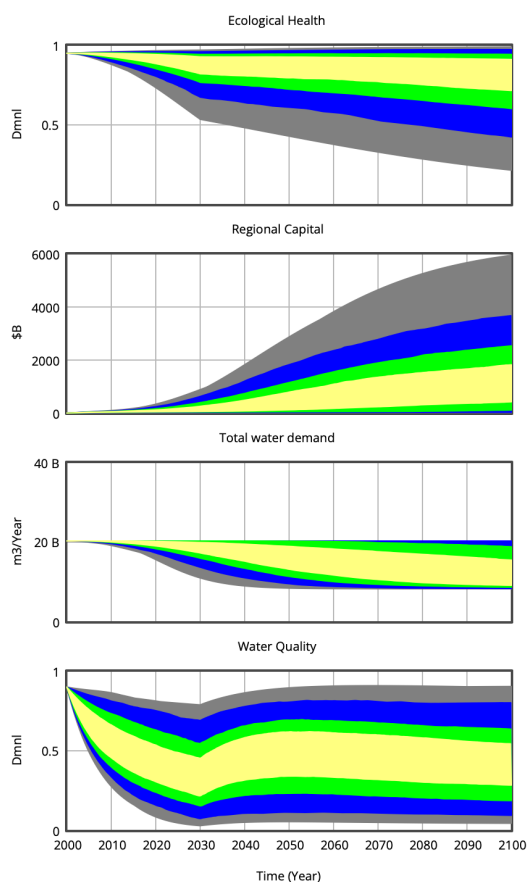 Ecological Health
1
0.5
0
Dmnl
Regional Capital
6000
4000
2000
0
$B
Total water demand
40 B
20 B
0
m3/Year
Water Quality
1
0.5
0
Dmnl
2000 2010 2020 2030 2040 2050 2060 2070 2080 2090 2100
Time (Year)